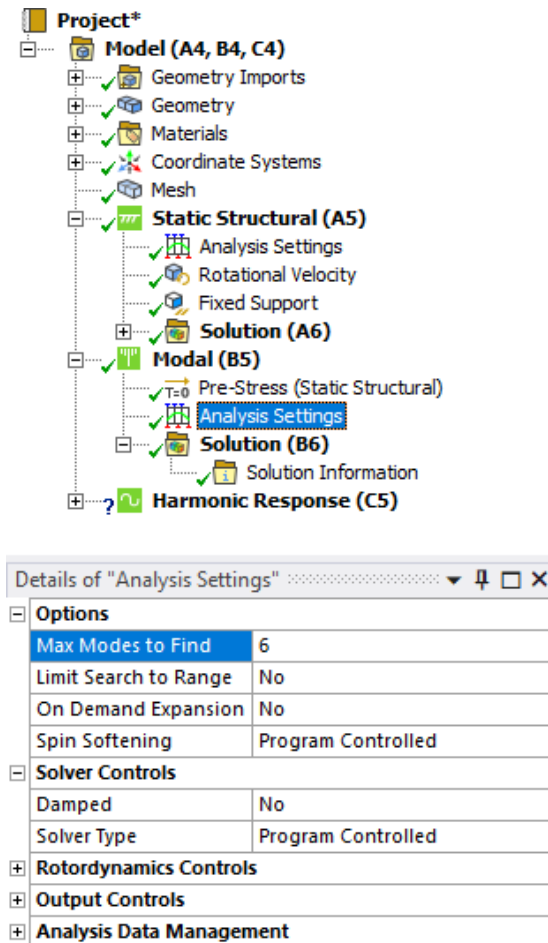 Project*
Model (A4, B4, C4)
Geometry Imports
Geometry
Materials
Coordinate Systems
Mesh
Static Structural (A5)
Analysis Settings
Rotational Velocity
Fixed Support
Solution (A6)
Modal (B5)
T=0 Pre-Stress (Static Structural)
Analysis Settings
Solution (B6)
Solution Information
? Harmonic Response (C5)
Details of "Analysis Settings"
Options
Max Modes to Find 6
Limit Search to Range No
On Demand Expansion No
Spin Softening Program Controlled
Solver Controls
Damped No
Solver Type Program Controlled
Rotordynamics Controls
Output Controls
Analysis Data Management